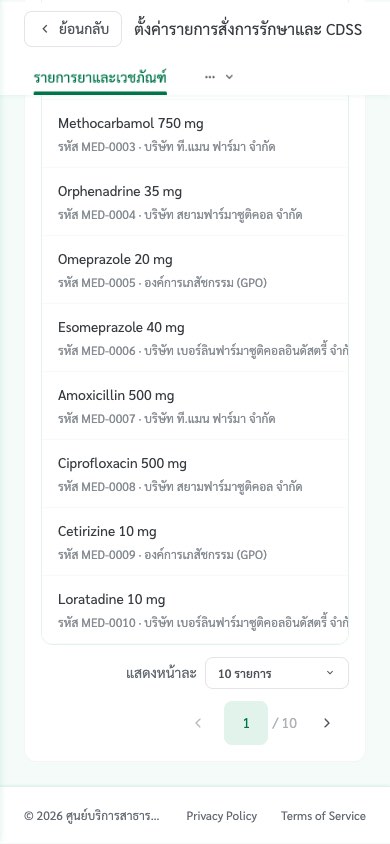 ย้อนกลับ ตั้งค่ารายการสั่งการรักษาและ CDSS
รายการยาและเวชภัณฑ์ ...
Methocarbamol 750 mg
รหัส MED-0003 · บริษัท ที.แมน ฟาร์มา จำกัด
Orphenadrine 35 mg
รหัส MED-0004 · บริษัท สยามฟาร์มาซูติคอล จำกัด
Omeprazole 20 mg
รหัส MED-0005 · องค์การเภสัชกรรม (GPO)
Esomeprazole 40 mg
รหัส MED-0006 · บริษัท เบอร์ลินฟาร์มาซูติคอลอินดัสตรี้ จำก
Amoxicillin 500 mg
รหัส MED-0007 · บริษัท ที.แมน ฟาร์มา จำกัด
Ciprofloxacin 500 mg
รหัส MED-0008 · บริษัท สยามฟาร์มาซูติคอล จำกัด
Cetirizine 10 mg
รหัส MED-0009 · องค์การเภสัชกรรม (GPO)
Loratadine 10 mg
รหัส MED-0010 · บริษัท เบอร์ลินฟาร์มาซูติคอลอินดัสตรี้ จำก
แสดงหน้าละ 10 รายการ
1 / 10
© 2026 ศูนย์บริการสาธาร... Privacy Policy Terms of Service